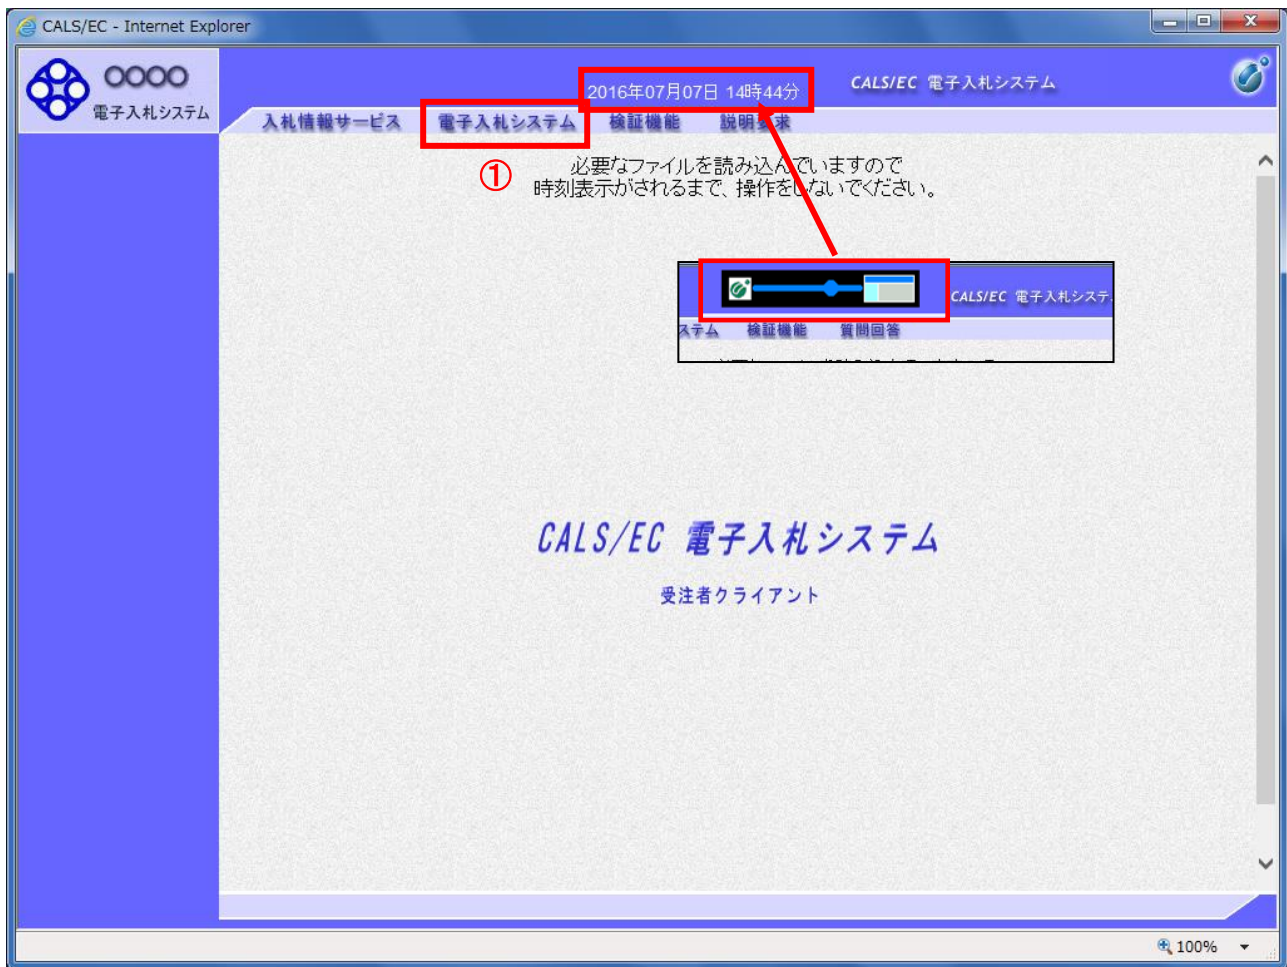 CALS/EC - Internet Explorer
○○○○
電子入札システム
2016年07月07日 14時44分
CALS/EC 電子入札システム
入札情報サービス 電子入札システム 検証機能 説明要求
①
必要なファイルを読み込んでいますので
時刻表示がされるまで、操作をしないでください。
CALS/EC 電子入札システテ
ステム 検証機能 質問回答
CALS/EC 電子入札システム
受注者クライアント
100%